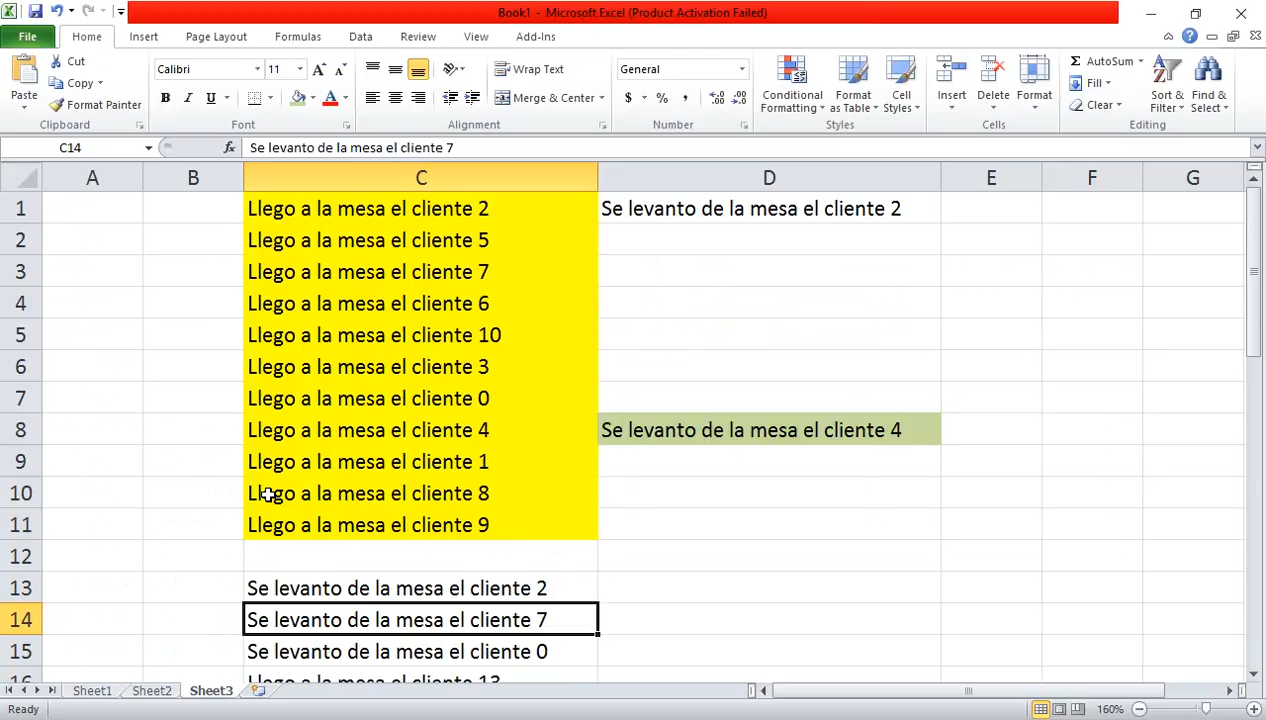 Book1 - Microsoft Excel (Product Activation Failed)
File Home Insert Page Layout Formulas Data Review View Add-Ins
Paste
Cut
Copy
Format Painter
Clipboard
Calibri 11
B I U
Font
Wrap Text
Merge & Center
Alignment
General
$ % ,
Number
Conditional Formatting
Format as Table
Cell Styles
Styles
Insert
Delete
Format
Cells
Σ AutoSum
Fill
Clear
Sort & Filter
Find & Select
Editing
C14 fx Se levanto de la mesa el cliente 7
A B C D E F G
1 Llego a la mesa el cliente 2 Se levanto de la mesa el cliente 2
2 Llego a la mesa el cliente 5
3 Llego a la mesa el cliente 7
4 Llego a la mesa el cliente 6
5 Llego a la mesa el cliente 10
6 Llego a la mesa el cliente 3
7 Llego a la mesa el cliente 0
8 Llego a la mesa el cliente 4 Se levanto de la mesa el cliente 4
9 Llego a la mesa el cliente 1
10 Llego a la mesa el cliente 8
11 Llego a la mesa el cliente 9
12
13 Se levanto de la mesa el cliente 2
14 Se levanto de la mesa el cliente 7
15 Se levanto de la mesa el cliente 0
16 Llego a la mesa el cliente 13
Sheet1 Sheet2 Sheet3
Ready 160%